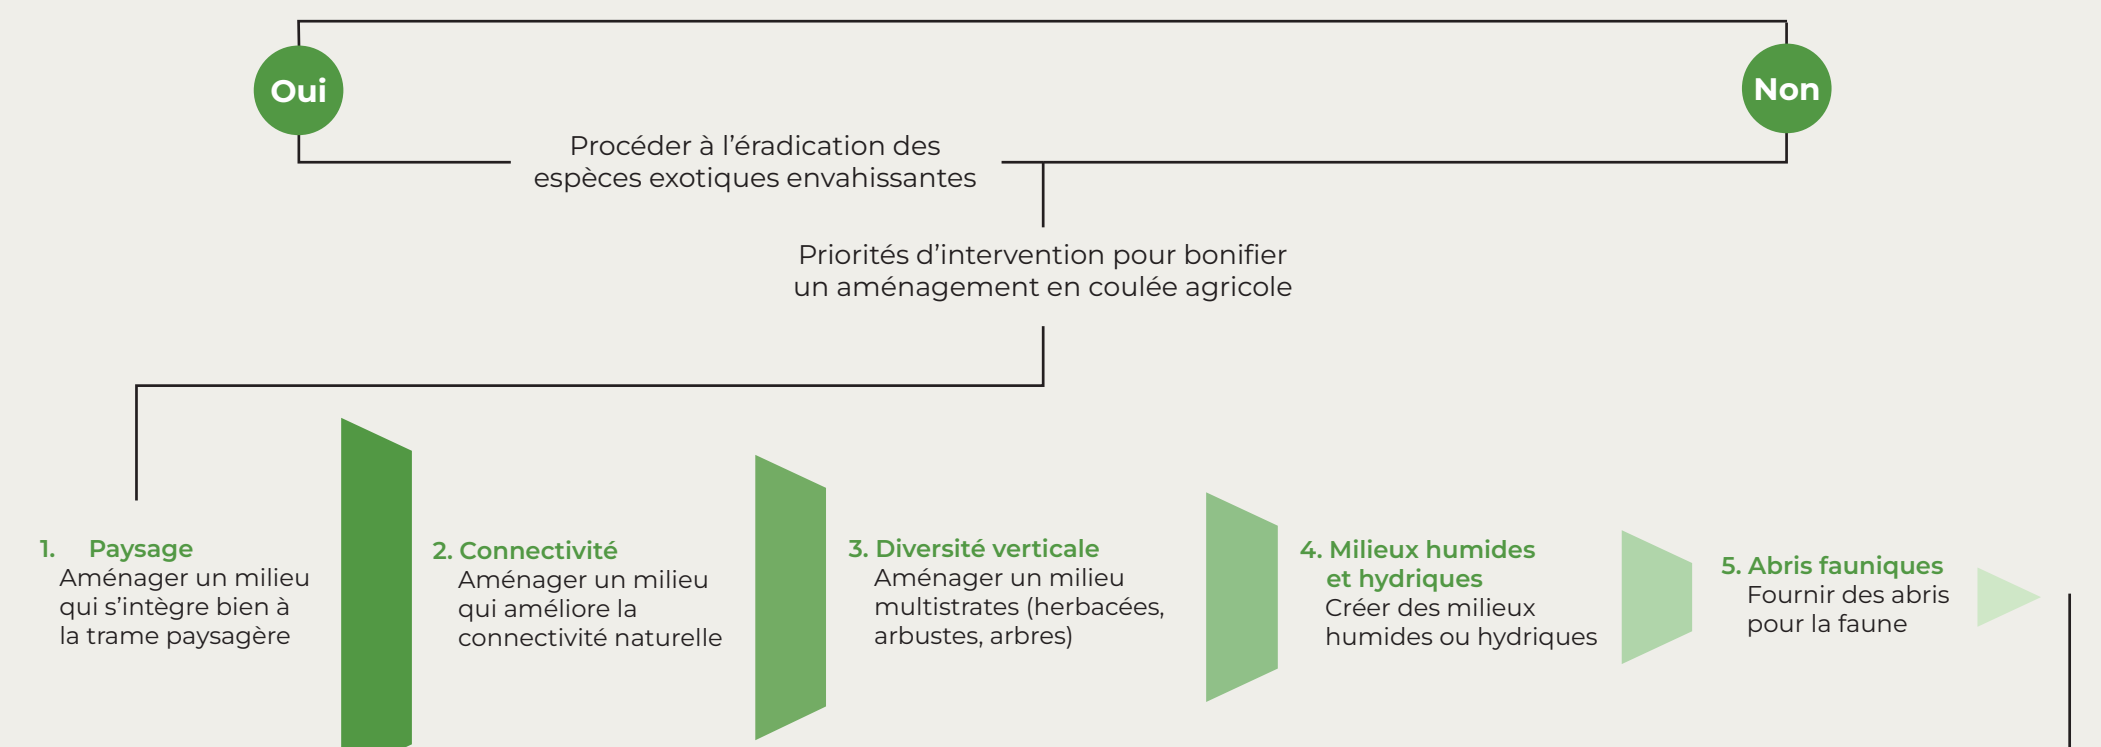 Oui
Non
Procéder à l'éradication des
espèces exotiques envahissantes
Priorités d'intervention pour bonifier
un aménagement en coulée agricole
1. Paysage
Aménager un milieu
qui s'intègre bien à
la trame paysagère
2. Connectivité
Aménager un milieu
qui améliore la
connectivité naturelle
3. Diversité verticale
Aménager un milieu
multistrates (herbacées,
arbustes, arbres)
4. Milieux humides
et hydriques
Créer des milieux
humides ou hydriques
5. Abris fauniques
Fournir des abris
pour la faune